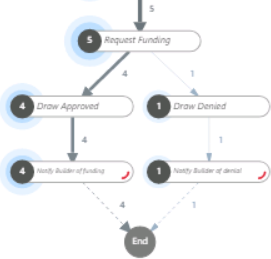 5
5 Request Funding
4 1
4 Draw Approved 1 Draw Denied
4 1
4 Notify Builder of funding 1 Notify Builder of denial
4 1
End